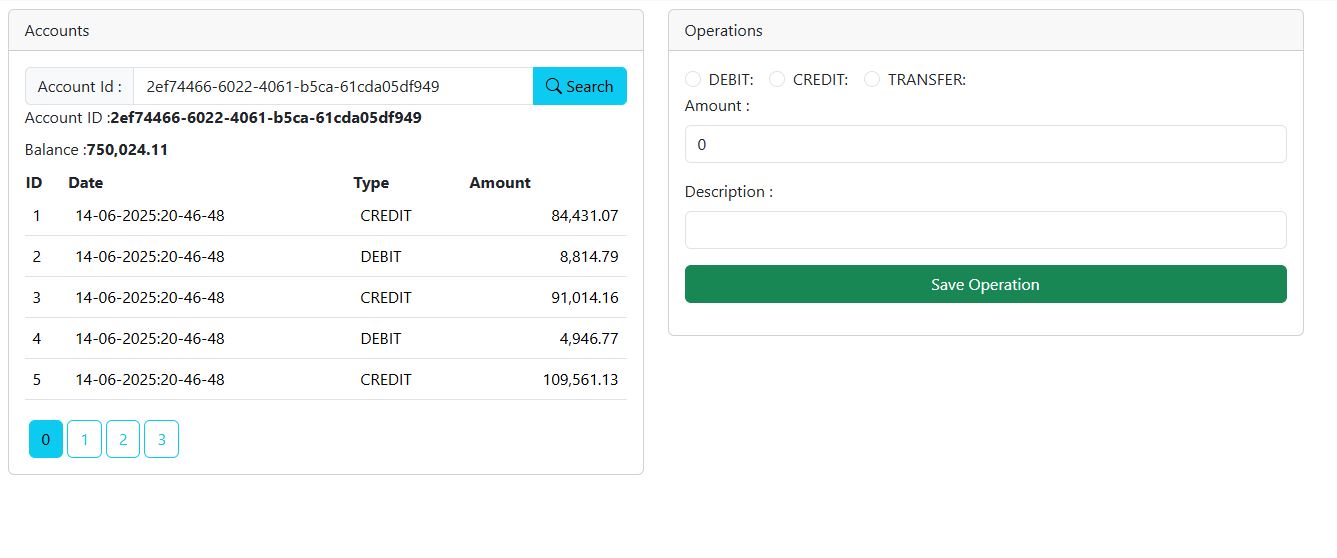 Accounts
Account Id : 2ef74466-6022-4061-b5ca-61cda05df949 Search
Account ID :2ef74466-6022-4061-b5ca-61cda05df949
Balance :750,024.11
ID Date Type Amount
1 14-06-2025:20-46-48 CREDIT 84,431.07
2 14-06-2025:20-46-48 DEBIT 8,814.79
3 14-06-2025:20-46-48 CREDIT 91,014.16
4 14-06-2025:20-46-48 DEBIT 4,946.77
5 14-06-2025:20-46-48 CREDIT 109,561.13
0 1 2 3
Operations
DEBIT: CREDIT: TRANSFER:
Amount :
0
Description :
Save Operation